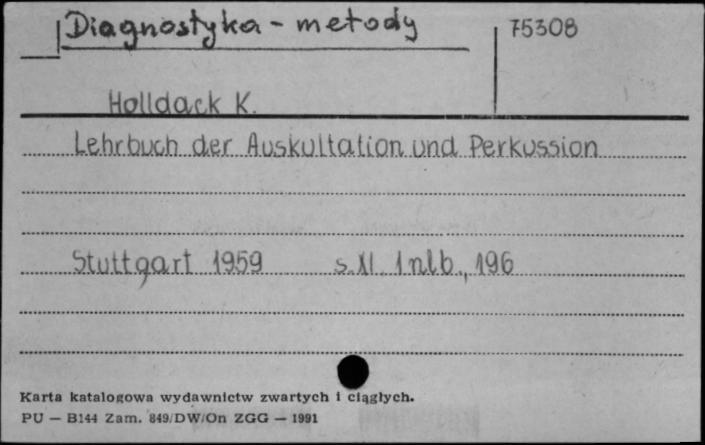 Diagnostyka - metody 75308
Holldack K.
Lehrbuch der Auskultation und Perkussion
Stuttgart 1959 s. XI. 1 nlb., 196
Karta katalogowa wydawnictw zwartych i ciągłych.
PU — B144 Zam. 849/DW/On ZGG — 1991